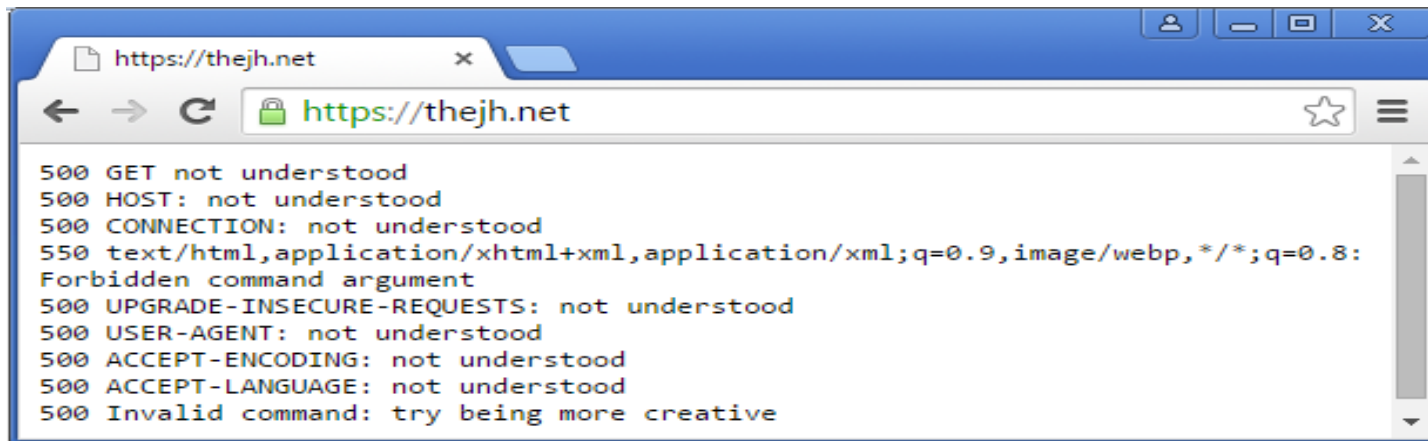 https://thejh.net
https://thejh.net
500 GET not understood
500 HOST: not understood
500 CONNECTION: not understood
550 text/html,application/xhtml+xml,application/xml;q=0.9,image/webp,*/*;q=0.8:
Forbidden command argument
500 UPGRADE-INSECURE-REQUESTS: not understood
500 USER-AGENT: not understood
500 ACCEPT-ENCODING: not understood
500 ACCEPT-LANGUAGE: not understood
500 Invalid command: try being more creative